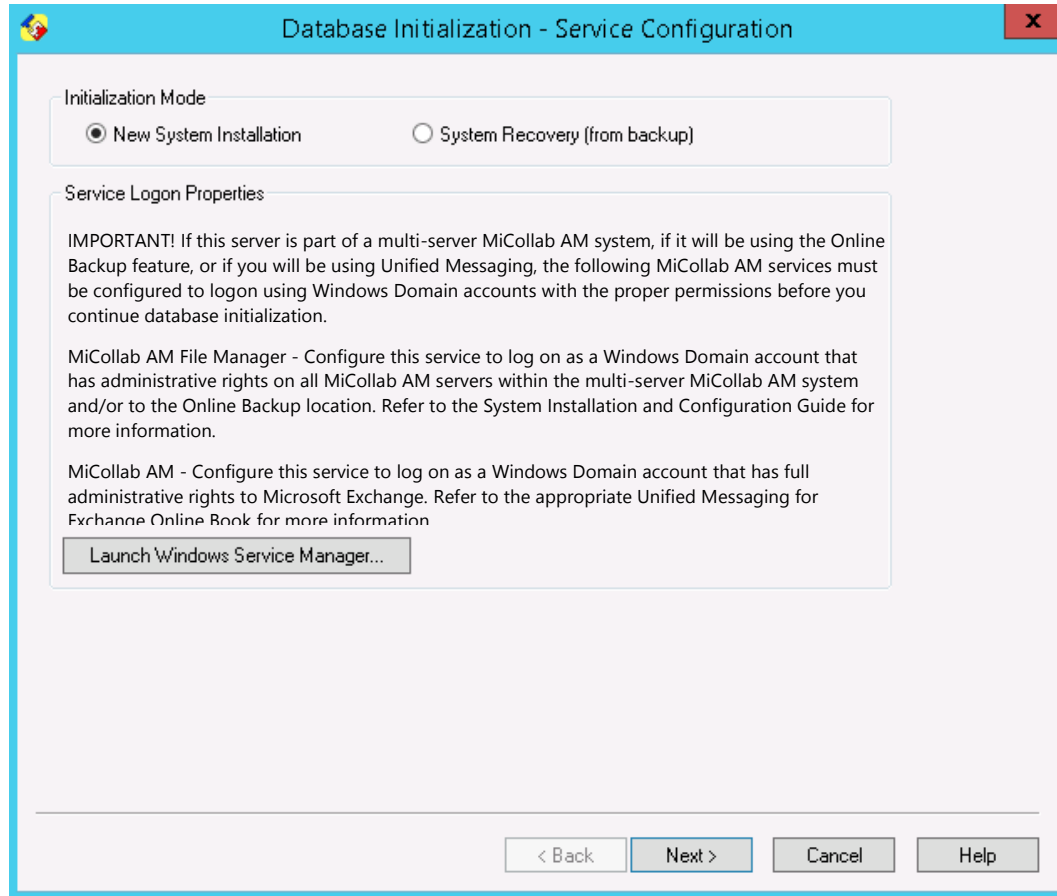 Database Initialization - Service Configuration
x
Initialization Mode
New System Installation
System Recovery (from backup)
Service Logon Properties
IMPORTANT! If this server is part of a multi-server MiCollab AM system, if it will be using the Online
Backup feature, or if you will be using Unified Messaging, the following MiCollab AM services must
be configured to logon using Windows Domain accounts with the proper permissions before you
continue database initialization.
MiCollab AM File Manager - Configure this service to log on as a Windows Domain account that
has administrative rights on all MiCollab AM servers within the multi-server MiCollab AM system
and/or to the Online Backup location. Refer to the System Installation and Configuration Guide for
more information.
MiCollab AM - Configure this service to log on as a Windows Domain account that has full
administrative rights to Microsoft Exchange. Refer to the appropriate Unified Messaging for
Exchange Online Book for more information
Launch Windows Service Manager...
< Back
Next >
Cancel
Help